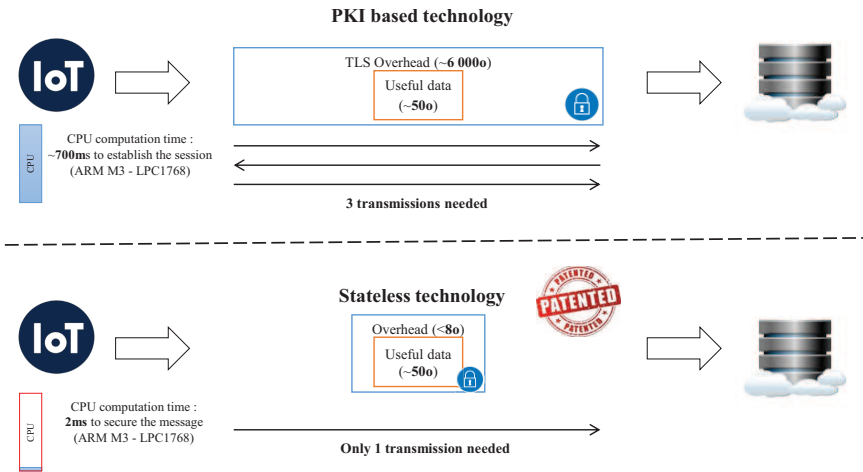 PKI based technology
IoT
TLS Overhead (~6 000o)
Useful data
(~50o)
CPU
CPU computation time :
~700ms to establish the session
(ARM M3 - LPC1768)
3 transmissions needed
Stateless technology
PATENTED
PATENTED
PATENTED
IoT
Overhead (<8o)
Useful data
(~50o)
CPU
CPU computation time :
2ms to secure the message
(ARM M3 - LPC1768)
Only 1 transmission needed